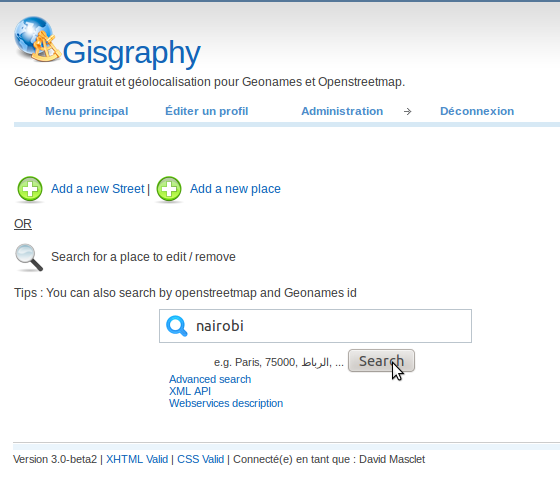 Gisgraphy
Géocodeur gratuit et géolocalisation pour Geonames et Openstreetmap.
Menu principal Éditer un profil Administration Déconnexion
Add a new Street | Add a new place
OR
Search for a place to edit / remove
Tips : You can also search by openstreetmap and Geonames id
nairobi
e.g. Paris, 75000, الرباط, ... Search
Advanced search
XML API
Webservices description
Version 3.0-beta2 | XHTML Valid | CSS Valid | Connecté(e) en tant que : David Masclet